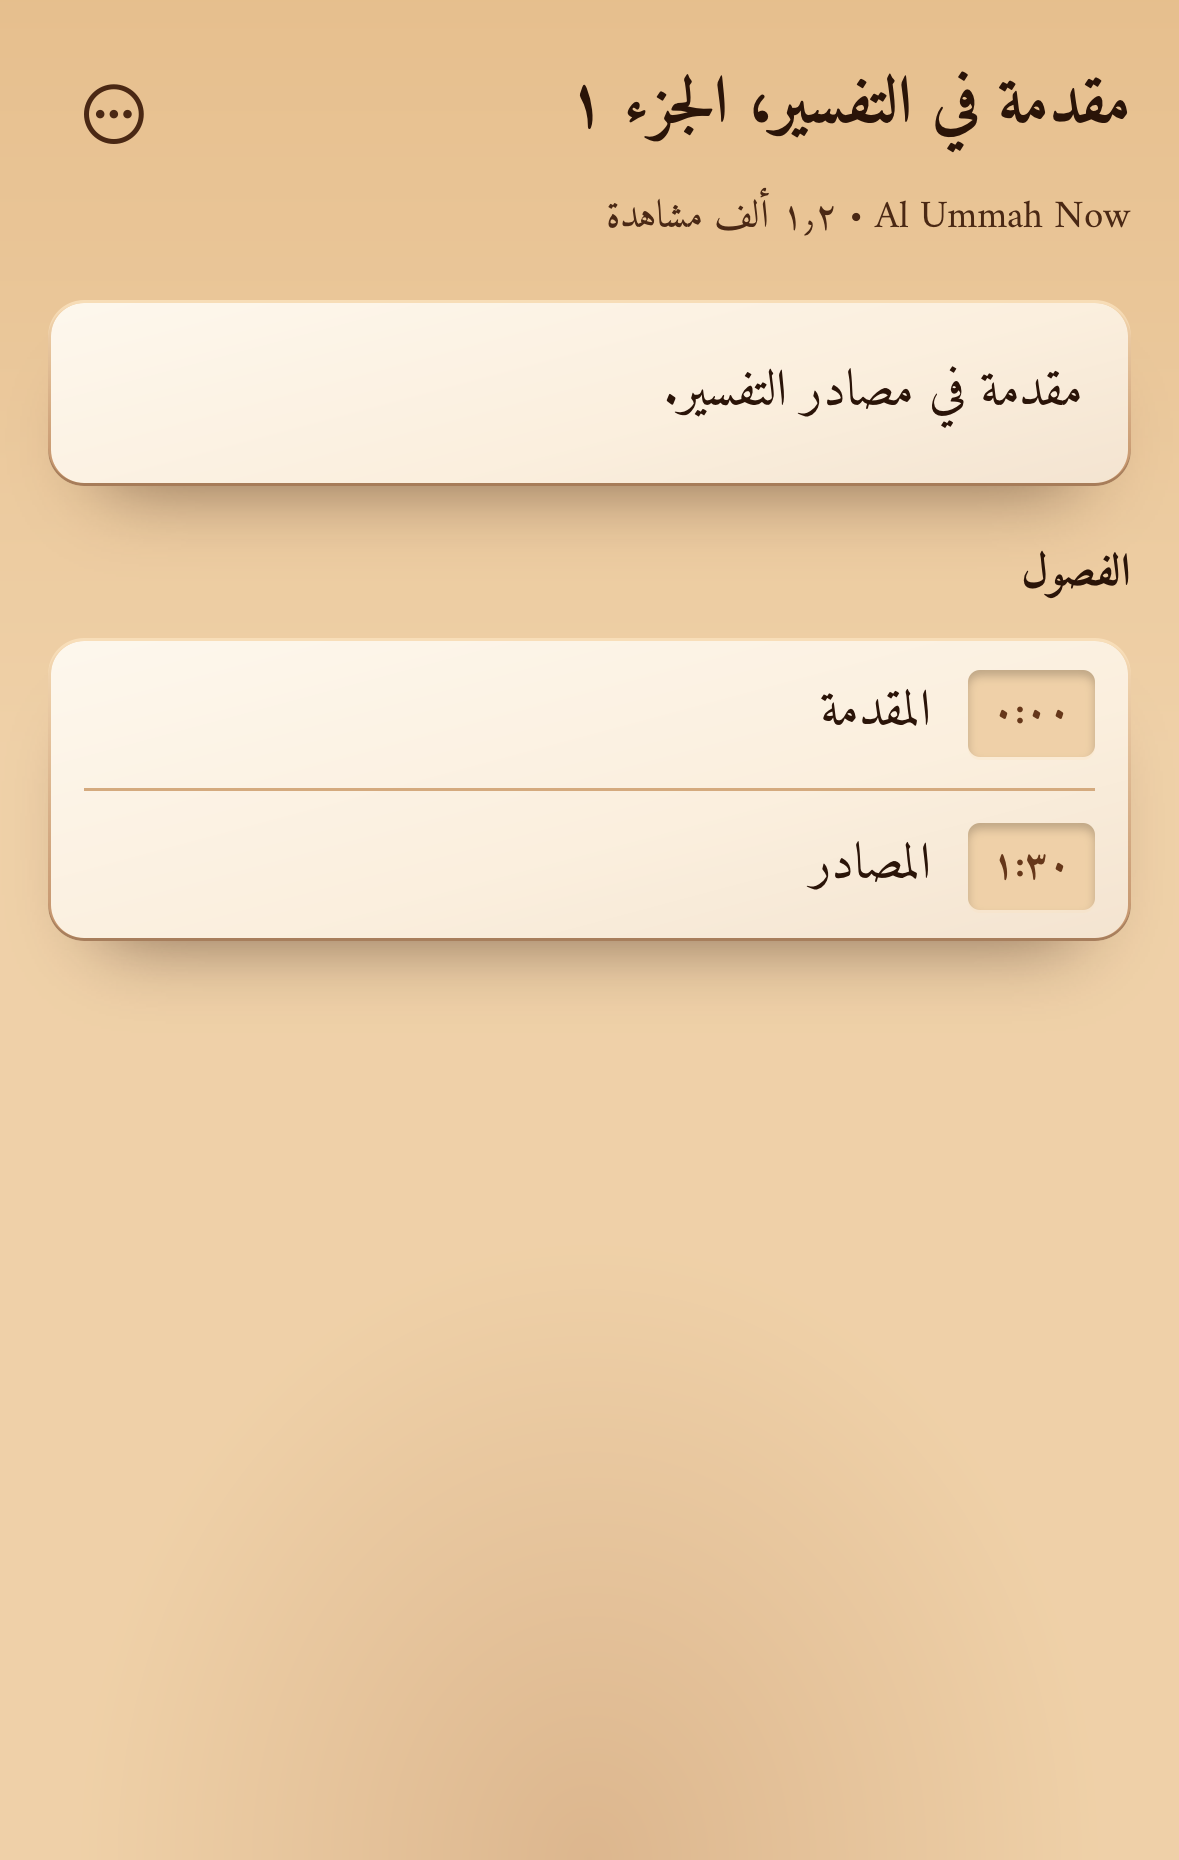 مقدمة في التفسير، الجزء ١
Al Ummah Now • ١٫٢ ألف مشاهدة
مقدمة في مصادر التفسير.
الفصول
٠:٠٠ المقدمة
١:٣٠ المصادر